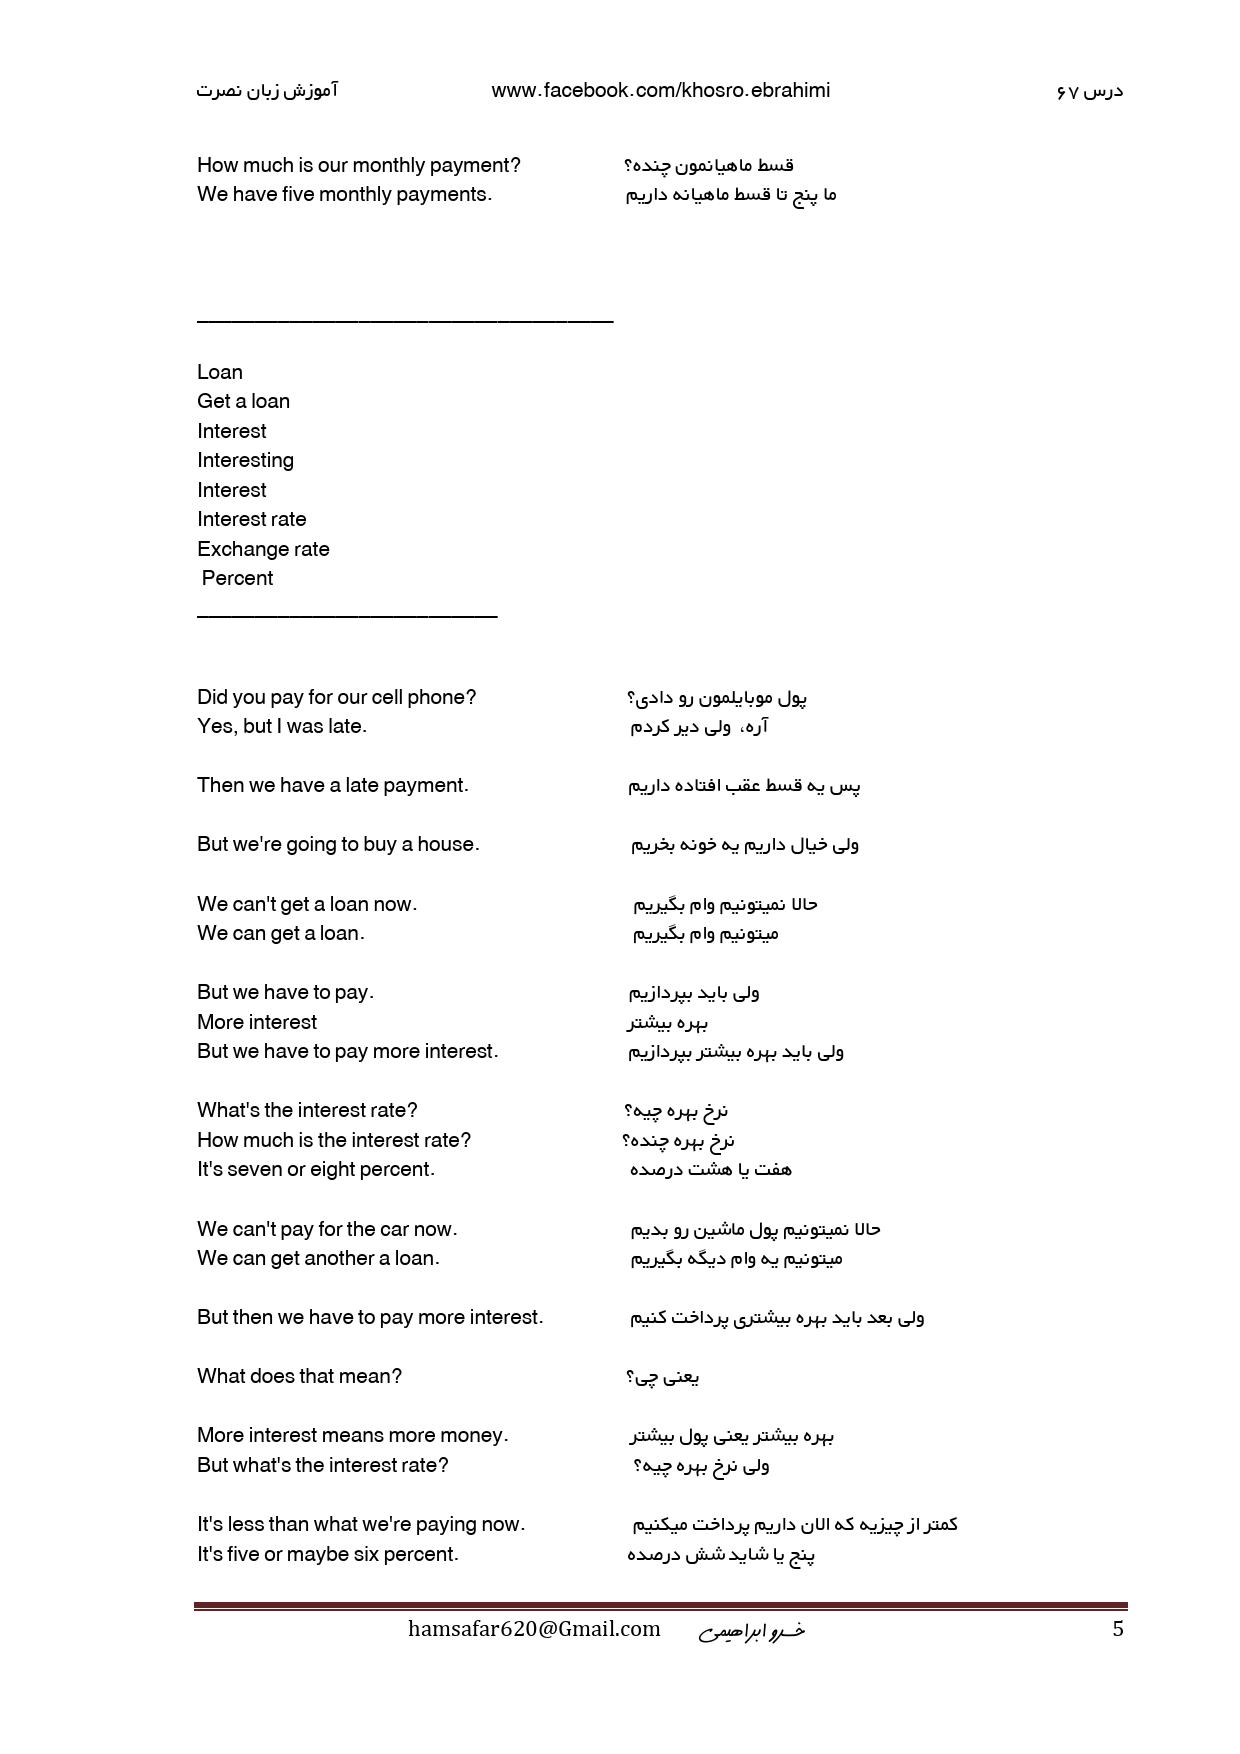 آموزش زبان نصرت www.facebook.com/khosro.ebrahimi درس ۶۷
How much is our monthly payment? قسط ماهیانمون چنده؟
We have five monthly payments. ما پنج تا قسط ماهیانه داریم
____________________________________
Loan
Get a loan
Interest
Interesting
Interest
Interest rate
Exchange rate
Percent
__________________________
Did you pay for our cell phone? پول موبایلمون رو دادی؟
Yes, but I was late. آره، ولی دیر کردم
Then we have a late payment. پس یه قسط عقب افتاده داریم
But we're going to buy a house. ولی خیال داریم یه خونه بخریم
We can't get a loan now. حالا نمیتونیم وام بگیریم
We can get a loan. میتونیم وام بگیریم
But we have to pay. ولی باید بپردازیم
More interest بهره بیشتر
But we have to pay more interest. ولی باید بهره بیشتر بپردازیم
What's the interest rate? نرخ بهره چیه؟
How much is the interest rate? نرخ بهره چنده؟
It's seven or eight percent. هفت یا هشت درصده
We can't pay for the car now. حالا نمیتونیم پول ماشین رو بدیم
We can get another a loan. میتونیم یه وام دیگه بگیریم
But then we have to pay more interest. ولی بعد باید بهره بیشتری پرداخت کنیم
What does that mean? یعنی چی؟
More interest means more money. بهره بیشتر یعنی پول بیشتر
But what's the interest rate? ولی نرخ بهره چیه؟
It's less than what we're paying now. کمتر از چیزیه که الان داریم پرداخت میکنیم
It's five or maybe six percent. پنج یا شاید شش درصده
hamsafar620@Gmail.com خسرو ابراهیمی 5